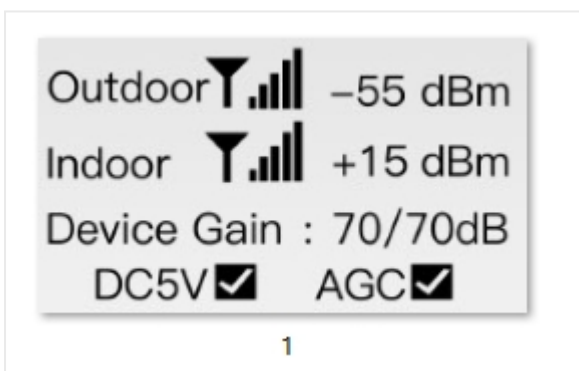 Outdoor −55 dBm
Indoor +15 dBm
Device Gain : 70/70dB
DC5V☑ AGC☑
1